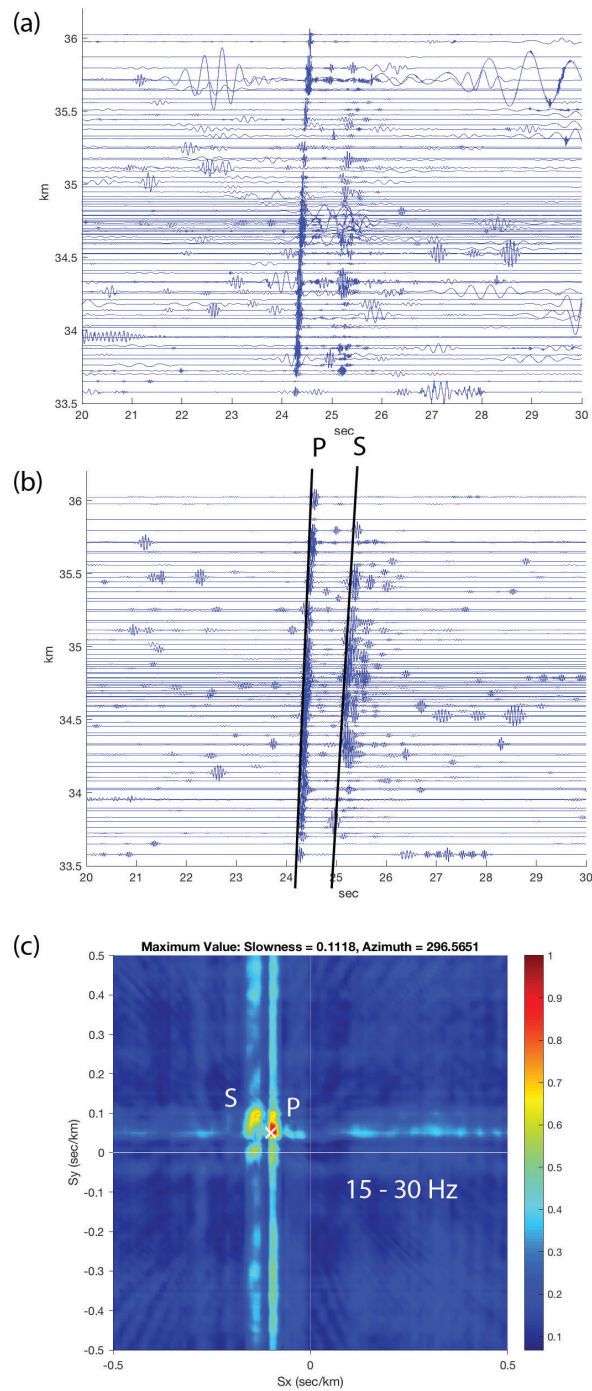 (a)
36
35.5
35
34.5
34
33.5
km
20 21 22 23 24 25 26 27 28 29 30
sec
P S
(b)
36
35.5
35
34.5
34
33.5
km
20 21 22 23 24 25 26 27 28 29 30
sec
(c)
Maximum Value: Slowness = 0.1118, Azimuth = 296.5651
0.5
0.4
0.3
0.2
0.1
0
-0.1
-0.2
-0.3
-0.4
-0.5
Sy (sec/km)
S
P
15 - 30 Hz
-0.5 0 0.5
Sx (sec/km)
1
0.9
0.8
0.7
0.6
0.5
0.4
0.3
0.2
0.1